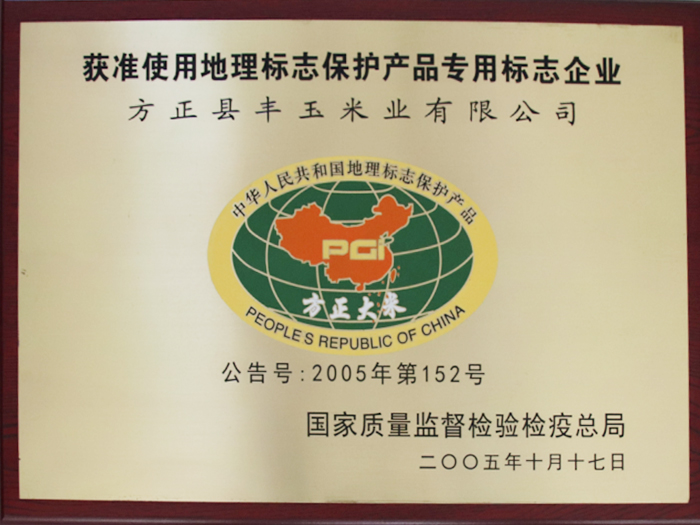 获准使用地理标志保护产品专用标志企业
方正县丰玉米业有限公司
中华人民共和国地理标志保护产品
PGI
方正大米
PEOPLE'S REPUBLIC OF CHINA
公告号:2005年第152号
国家质量监督检验检疫总局
二〇〇五年十月十七日